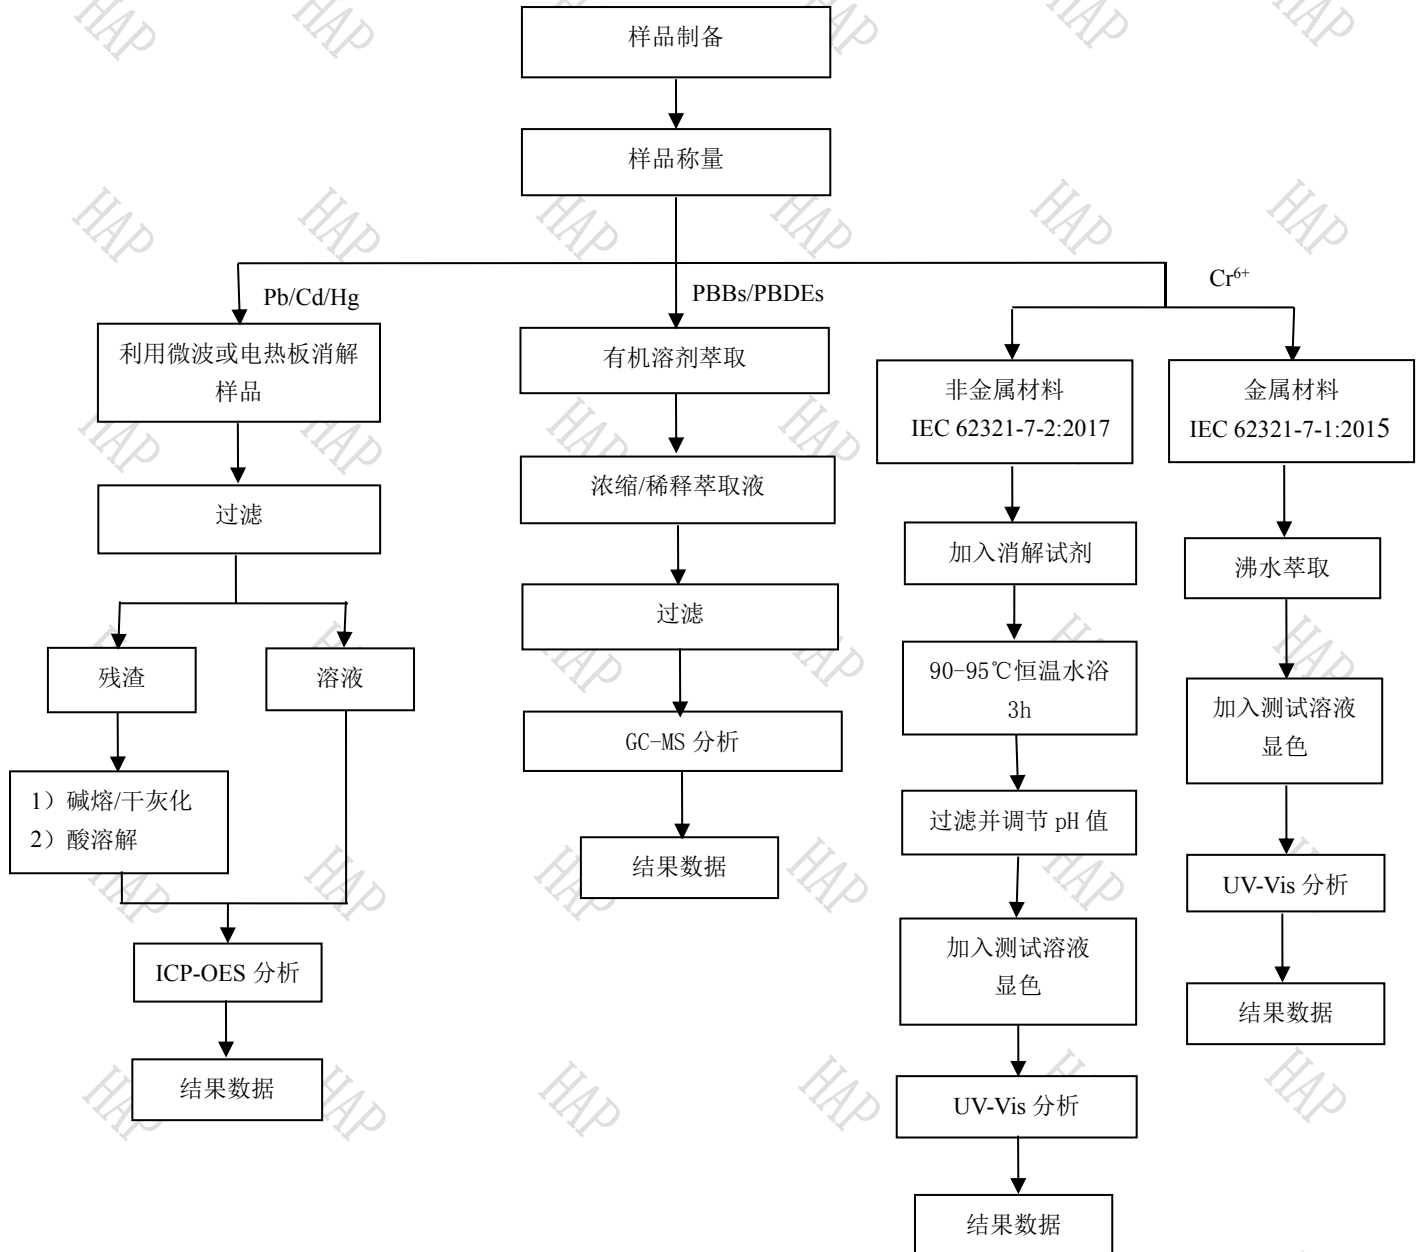 样品制备
样品称量
Pb/Cd/Hg
PBBs/PBDEs
Cr6+
利用微波或电热板消解
样品
过滤
残渣
溶液
1）碱熔/干灰化
2）酸溶解
ICP-OES 分析
结果数据
有机溶剂萃取
浓缩/稀释萃取液
过滤
GC-MS 分析
结果数据
非金属材料
IEC 62321-7-2:2017
加入消解试剂
90-95℃恒温水浴
3h
过滤并调节 pH 值
加入测试溶液
显色
UV-Vis 分析
结果数据
金属材料
IEC 62321-7-1:2015
沸水萃取
加入测试溶液
显色
UV-Vis 分析
结果数据
HAP